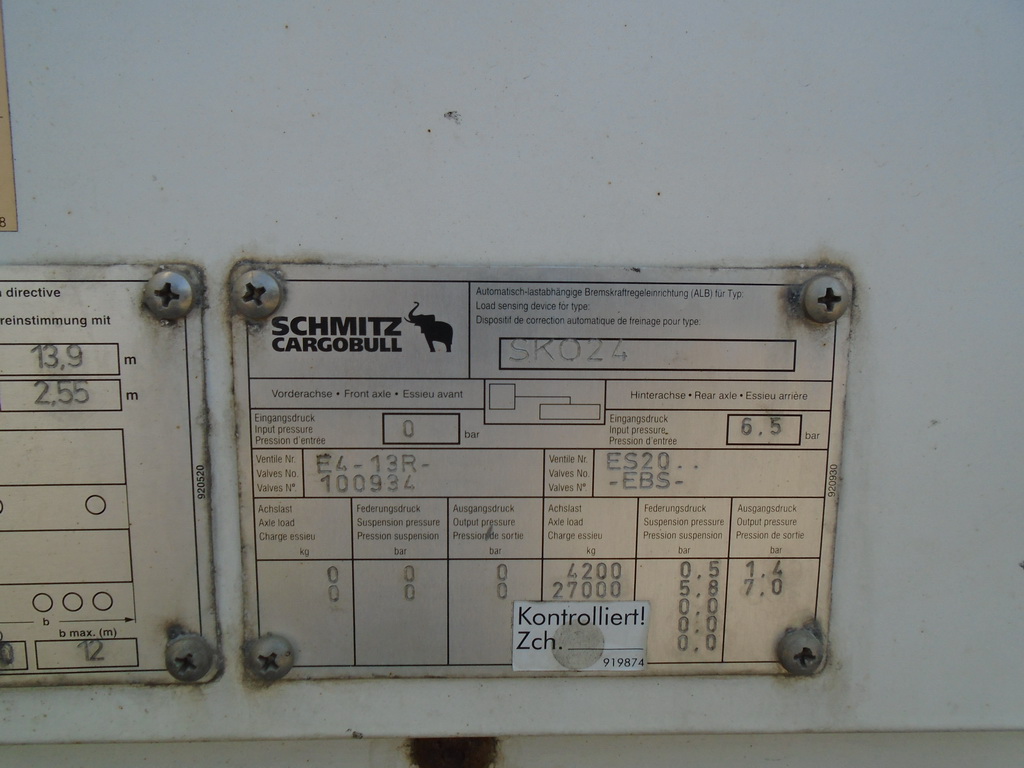 8
directive
reinstimmung mit
13,9 m
2,55 m
920520
b
b max. (m)
0
12
SCHMITZ
CARGOBULL
Automatisch-lastabhängige Bremskraftregeleinrichtung (ALB) für Typ:
Load sensing device for type:
Dispositif de correction automatique de freinage pour type:
SKO24
Vorderachse • Front axle • Essieu avant
Hinterachse • Rear axle • Essieu arrière
Eingangsdruck
Input pressure
Pression d'entrée
0 bar
Eingangsdruck
Input pressure
Pression d'entrée
6.5 bar
Ventile Nr.
Valves No.
Valves N°
E4-13R-
100934
Ventile Nr.
Valves No.
Valves N°
ES20..
-EBS-
920930
Achslast
Axle load
Charge essieu
kg
Federungsdruck
Suspension pressure
Pression suspension
bar
Ausgangsdruck
Output pressure
Pression de sortie
bar
Achslast
Axle load
Charge essieu
kg
Federungsdruck
Suspension pressure
Pression suspension
bar
Ausgangsdruck
Output pressure
Pression de sortie
bar
0 0 0 4200 0.5 1.4
0 0 0 27000 5.8 7.0
0.0
0.0
0.0
Kontrolliert!
Zch.
919874